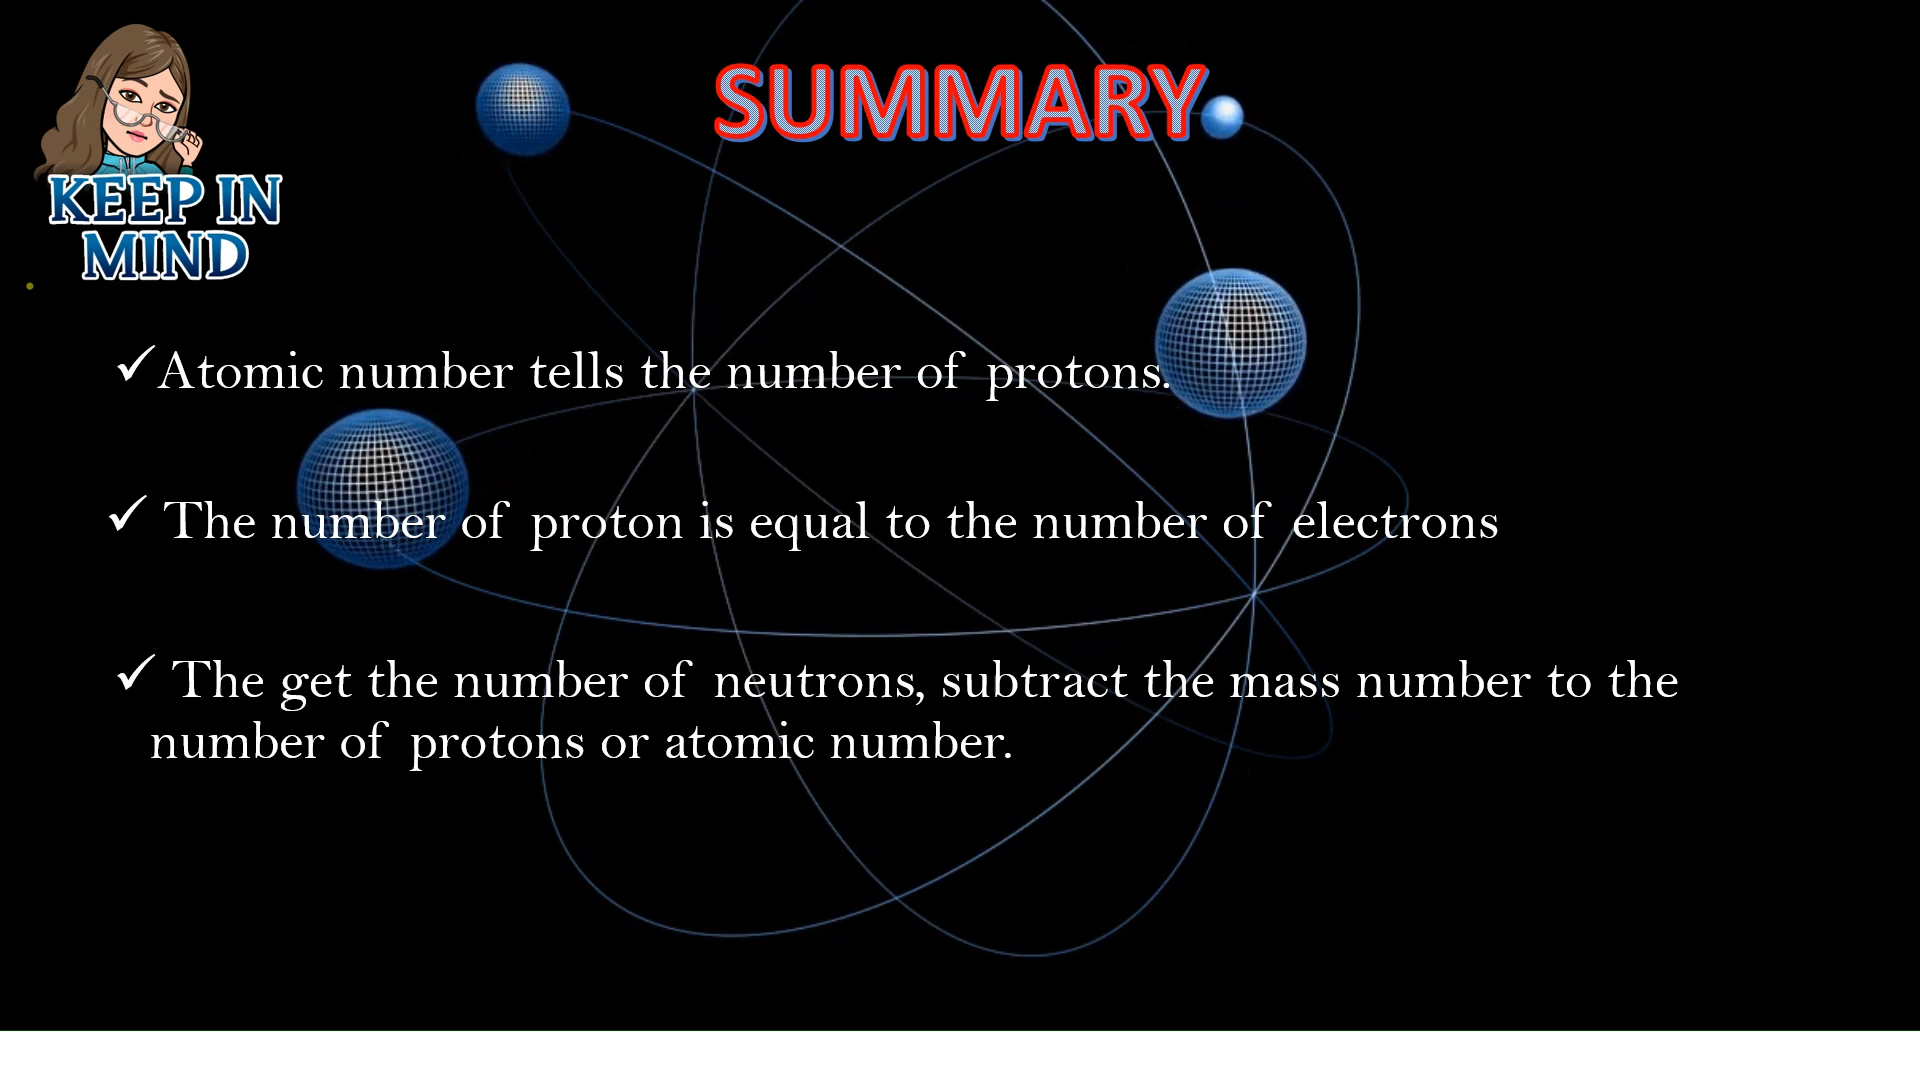 SUMMARY
KEEP IN
MIND
✓Atomic number tells the number of protons.
✓ The number of proton is equal to the number of electrons
✓ The get the number of neutrons, subtract the mass number to the
number of protons or atomic number.